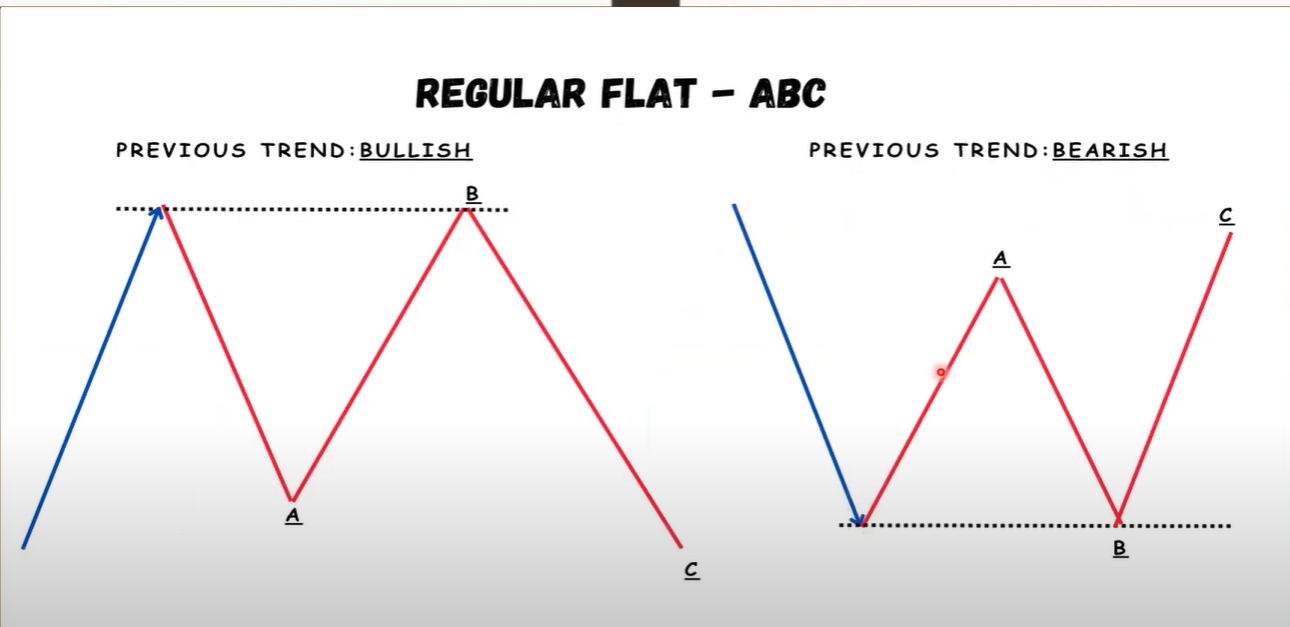 REGULAR FLAT - ABC
PREVIOUS TREND:BULLISH
B
A
C
PREVIOUS TREND:BEARISH
C
A
B